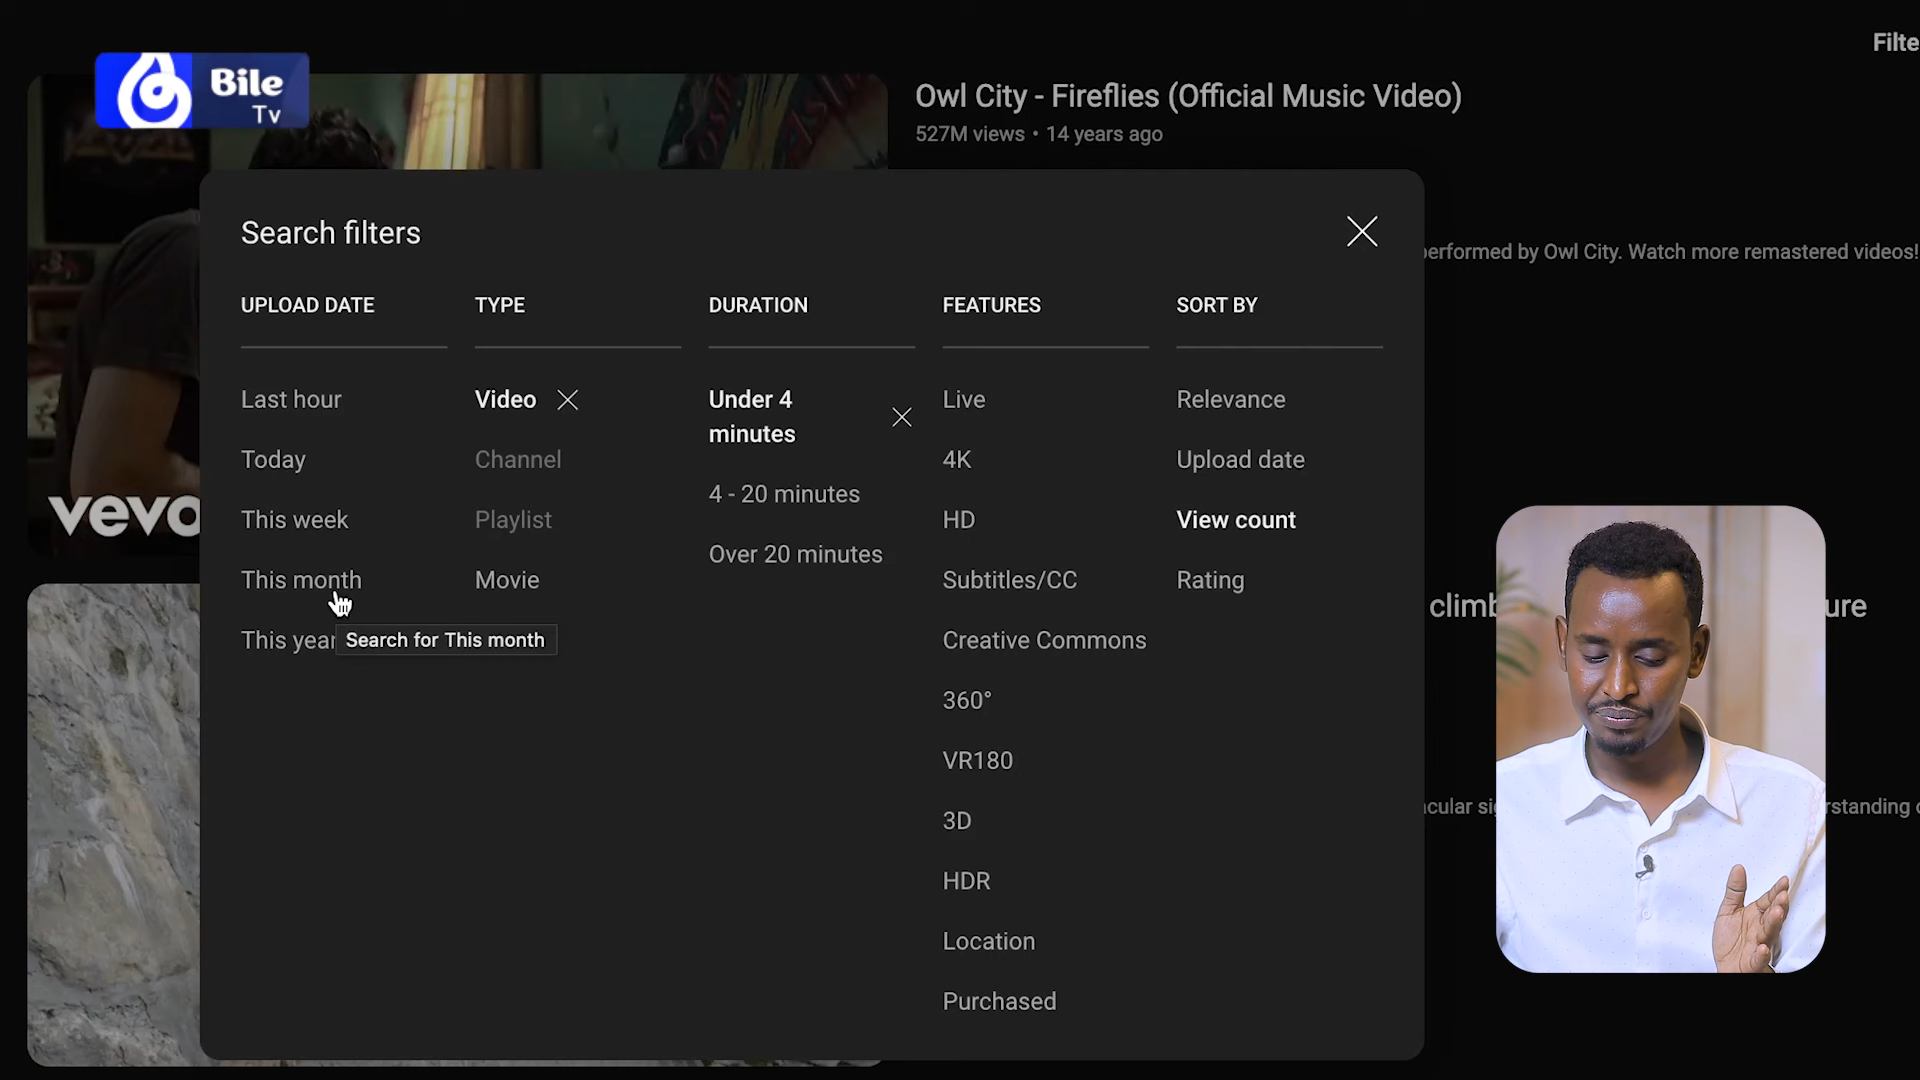 Bile
Tv
Filte
Owl City - Fireflies (Official Music Video)
527M views • 14 years ago
erformed by Owl City. Watch more remastered videos!
vevo
Search filters
UPLOAD DATE
Last hour
Today
This week
This month
This year
Search for This month
TYPE
Video
Channel
Playlist
Movie
DURATION
Under 4
minutes
4 - 20 minutes
Over 20 minutes
FEATURES
Live
4K
HD
Subtitles/CC
Creative Commons
360°
VR180
3D
HDR
Location
Purchased
SORT BY
Relevance
Upload date
View count
Rating
climb
ure
cular si
rstanding